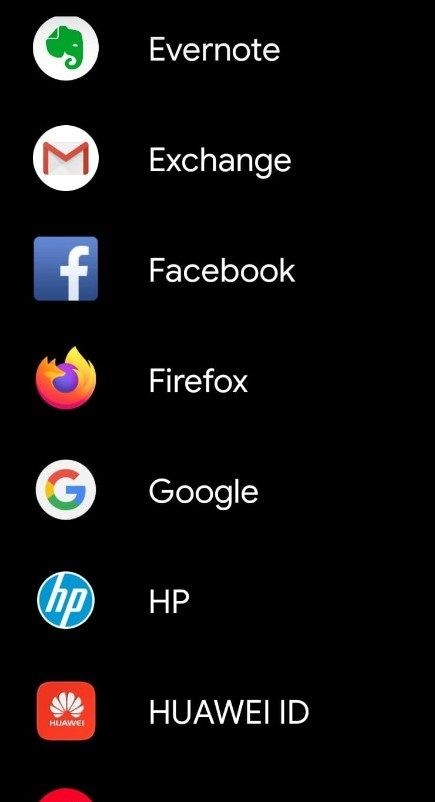 Evernote
Exchange
Facebook
Firefox
Google
HP
HUAWEI ID